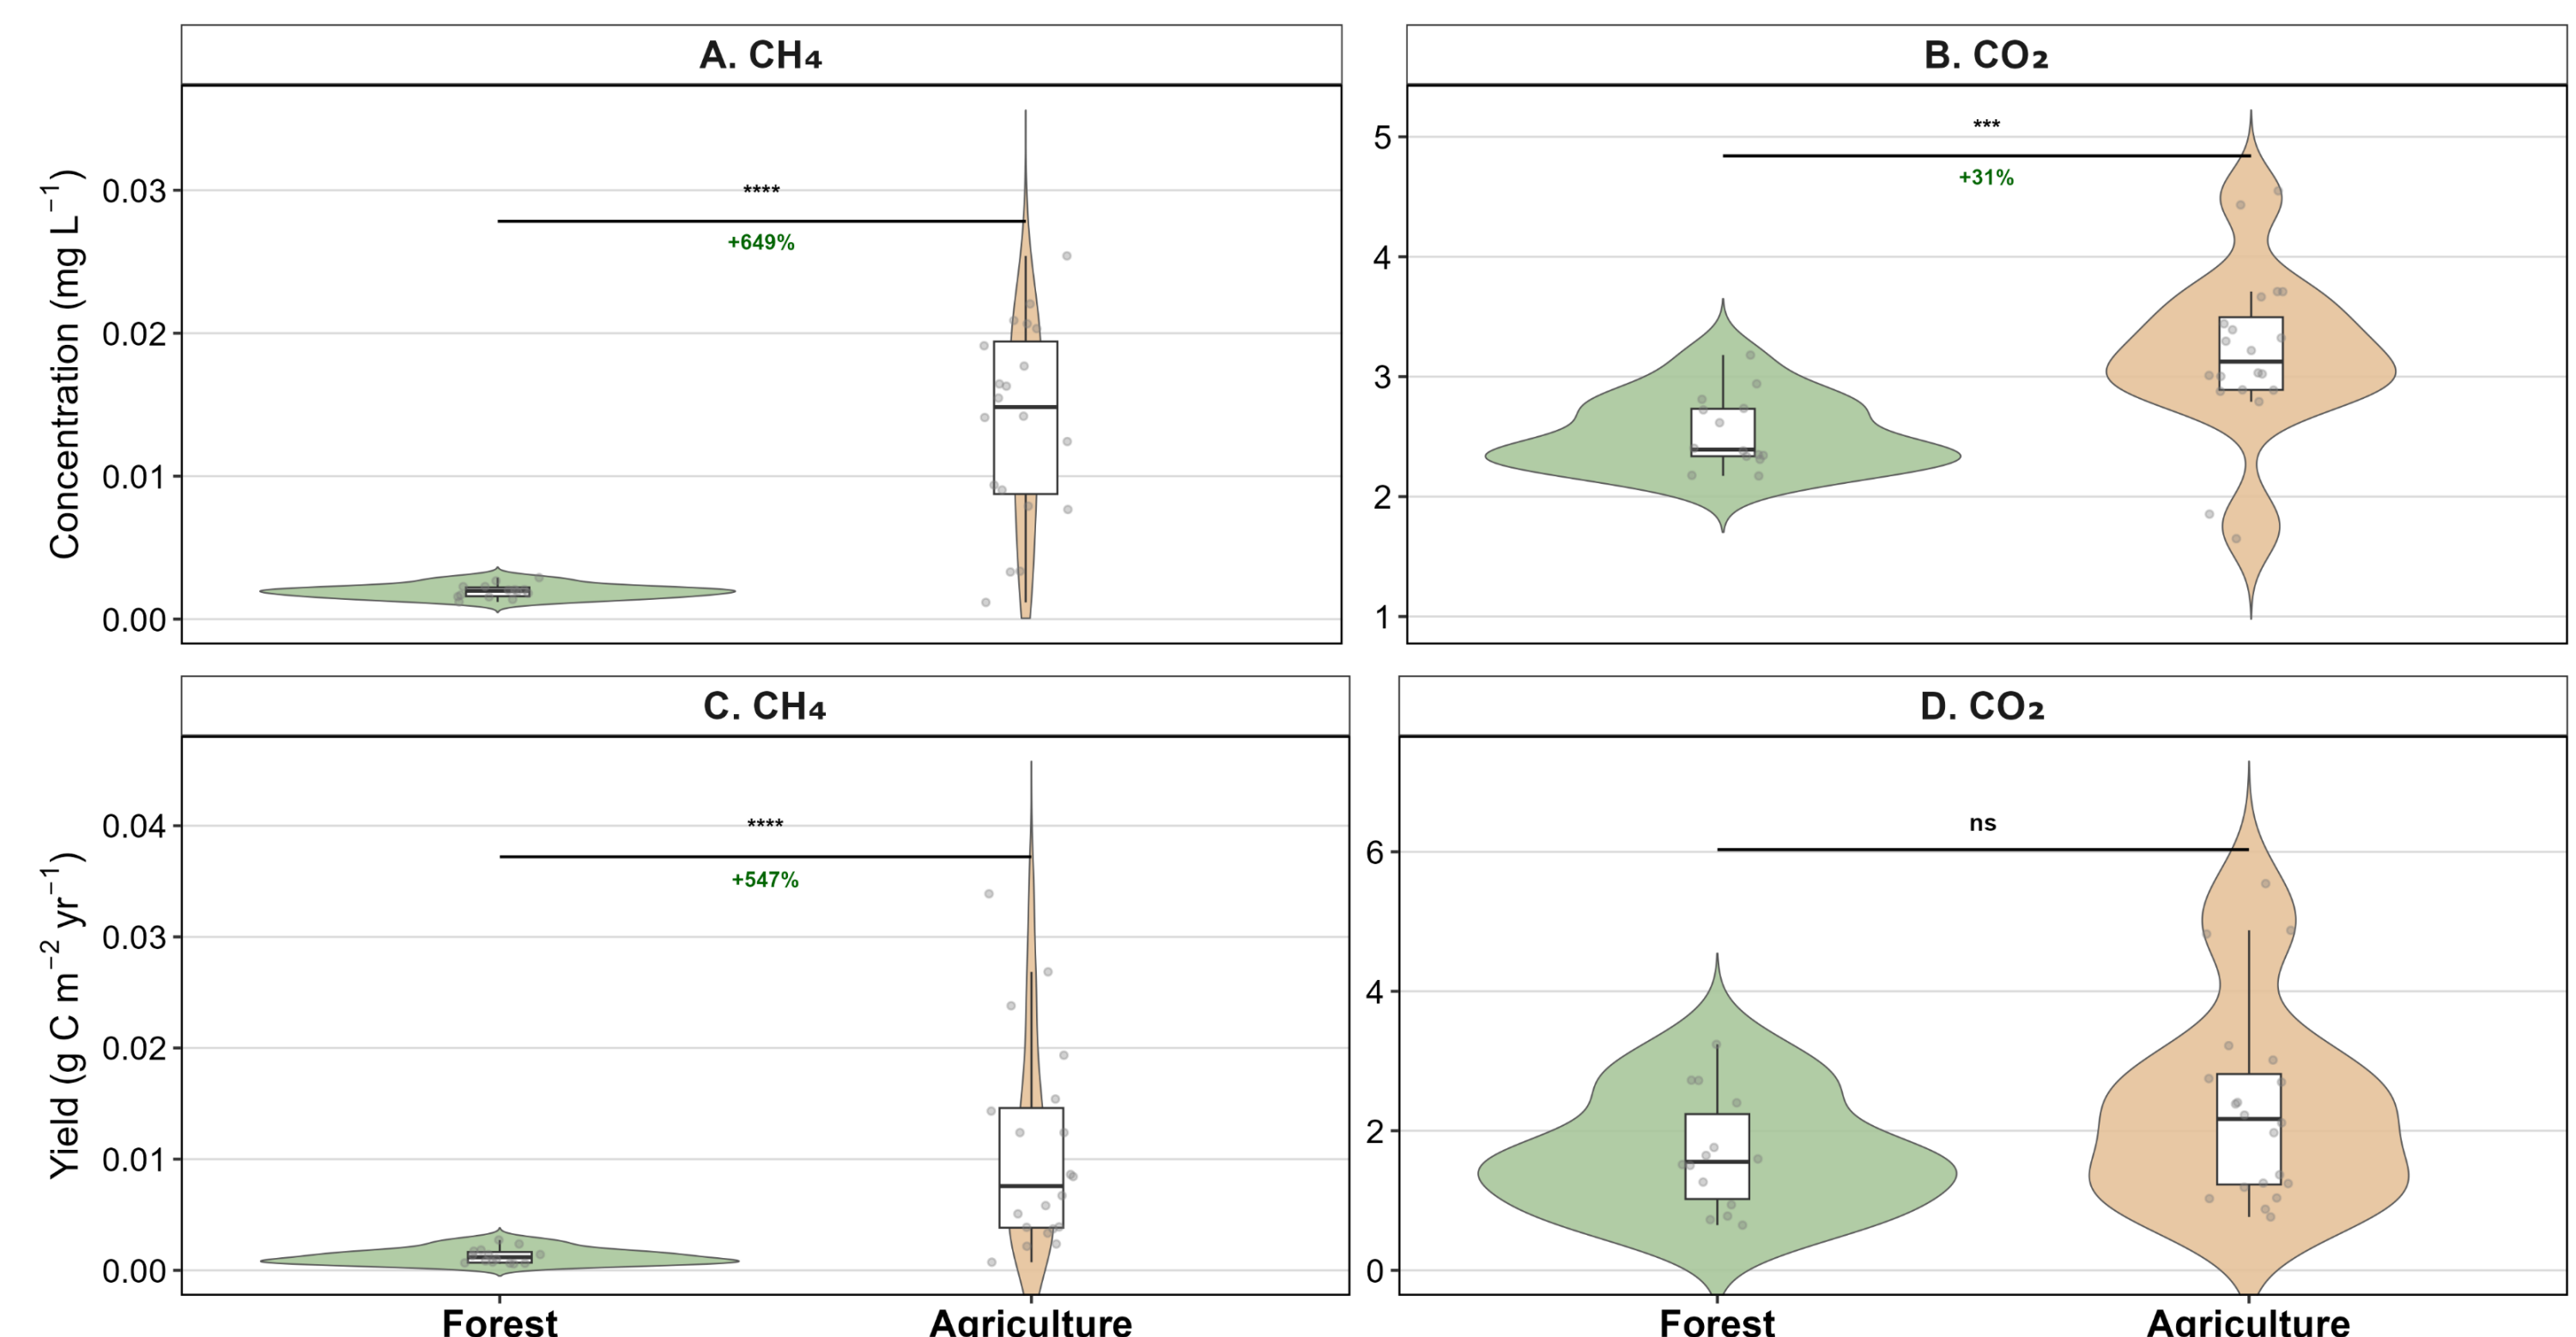 A. CH₄
B. CO₂
Concentration (mg L⁻¹)
0.03
0.02
0.01
0.00
****
+649%
5
4
3
2
1
***
+31%
C. CH₄
D. CO₂
Yield (g C m⁻² yr⁻¹)
0.04
0.03
0.02
0.01
0.00
****
+547%
6
4
2
0
ns
Forest
Agriculture
Forest
Agriculture